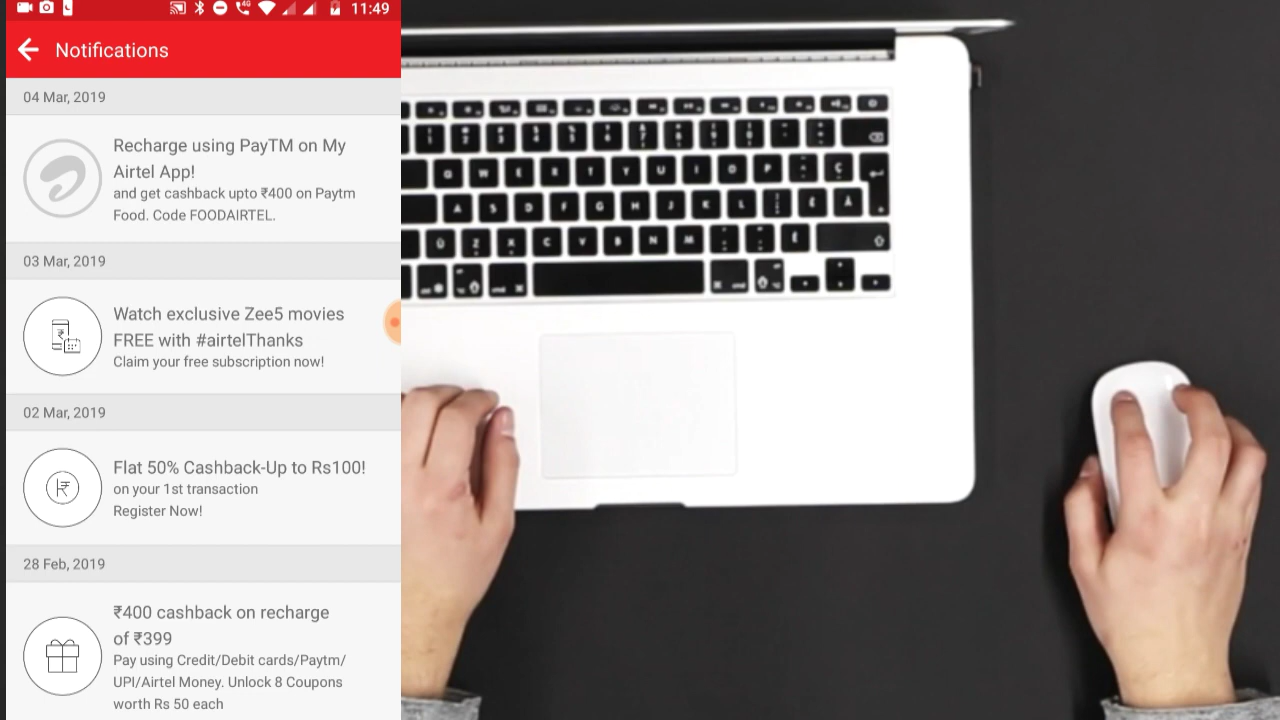 11:49
Notifications
04 Mar, 2019
Recharge using PayTM on My
Airtel App!
and get cashback upto ₹400 on Paytm
Food. Code FOODAIRTEL.
03 Mar, 2019
Watch exclusive Zee5 movies
FREE with #airtelThanks
Claim your free subscription now!
02 Mar, 2019
Flat 50% Cashback-Up to Rs100!
on your 1st transaction
Register Now!
28 Feb, 2019
₹400 cashback on recharge
of ₹399
Pay using Credit/Debit cards/Paytm/
UPI/Airtel Money. Unlock 8 Coupons
worth Rs 50 each